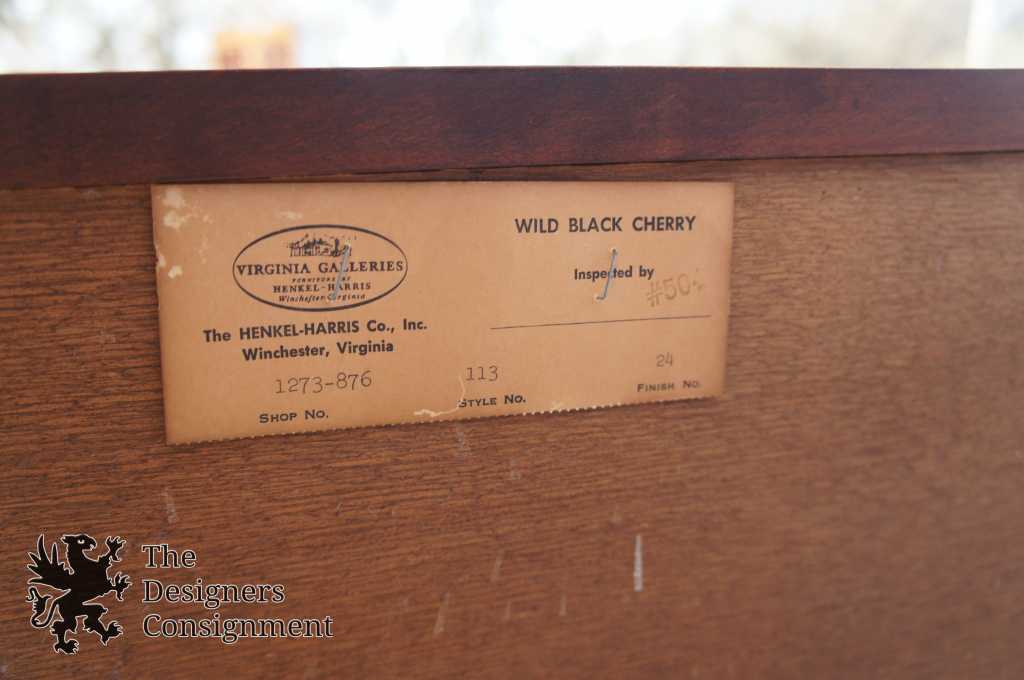 VIRGINIA GALLERIES
FURNITURE BY
HENKEL-HARRIS
Winchester Virginia
The HENKEL-HARRIS Co., Inc.
Winchester, Virginia
1273-876
SHOP NO.
113
STYLE NO.
WILD BLACK CHERRY
Inspected by
#50
24
FINISH NO.
The
Designers
Consignment